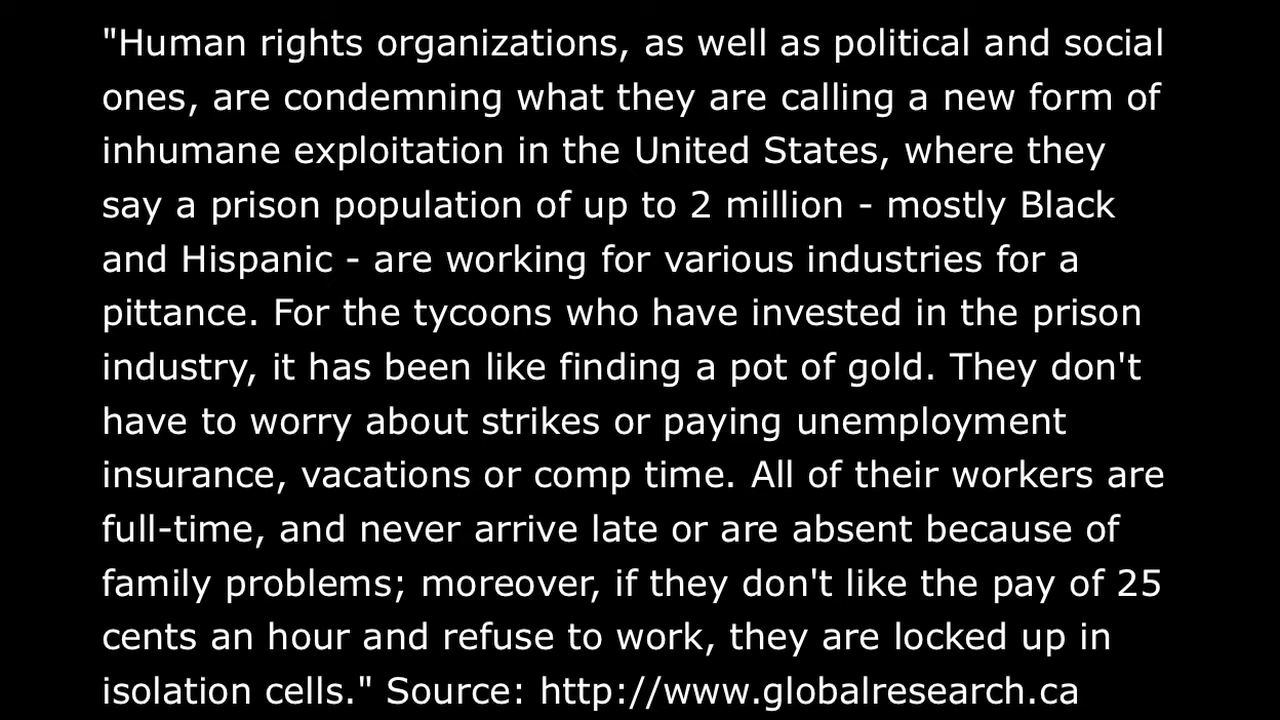 "Human rights organizations, as well as political and social
ones, are condemning what they are calling a new form of
inhumane exploitation in the United States, where they
say a prison population of up to 2 million - mostly Black
and Hispanic - are working for various industries for a
pittance. For the tycoons who have invested in the prison
industry, it has been like finding a pot of gold. They don't
have to worry about strikes or paying unemployment
insurance, vacations or comp time. All of their workers are
full-time, and never arrive late or are absent because of
family problems; moreover, if they don't like the pay of 25
cents an hour and refuse to work, they are locked up in
isolation cells." Source: http://www.globalresearch.ca